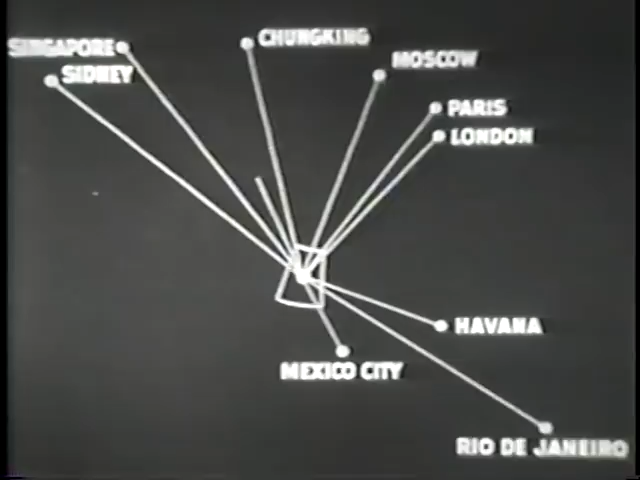 SINGAPORE
CHUNGKING
SIDNEY
MOSCOW
PARIS
LONDON
HAVANA
MEXICO CITY
RIO DE JANEIRO